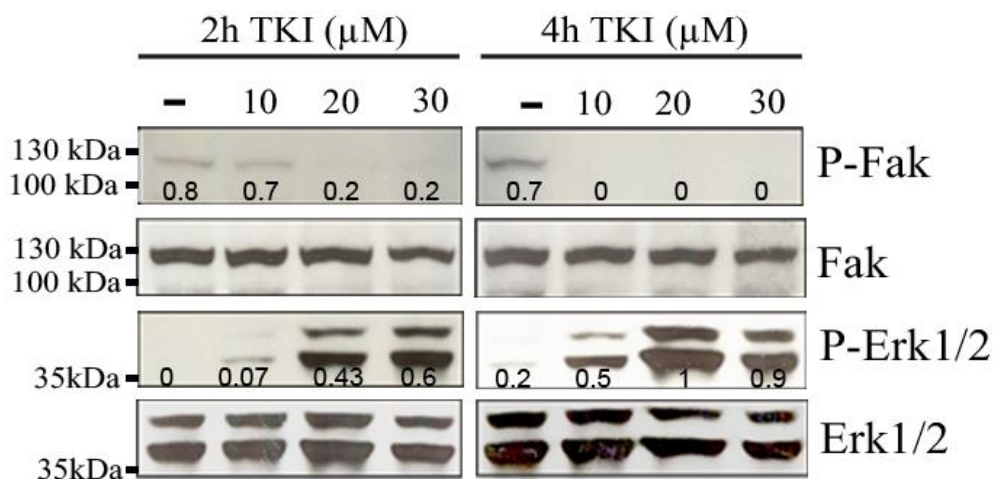 2h TKI (µM) 4h TKI (µM)
– 10 20 30 – 10 20 30
130 kDa P-Fak
100 kDa 0.8 0.7 0.2 0.2 0.7 0 0 0
130 kDa Fak
100 kDa
P-Erk1/2
35kDa 0 0.07 0.43 0.6 0.2 0.5 1 0.9
Erk1/2
35kDa